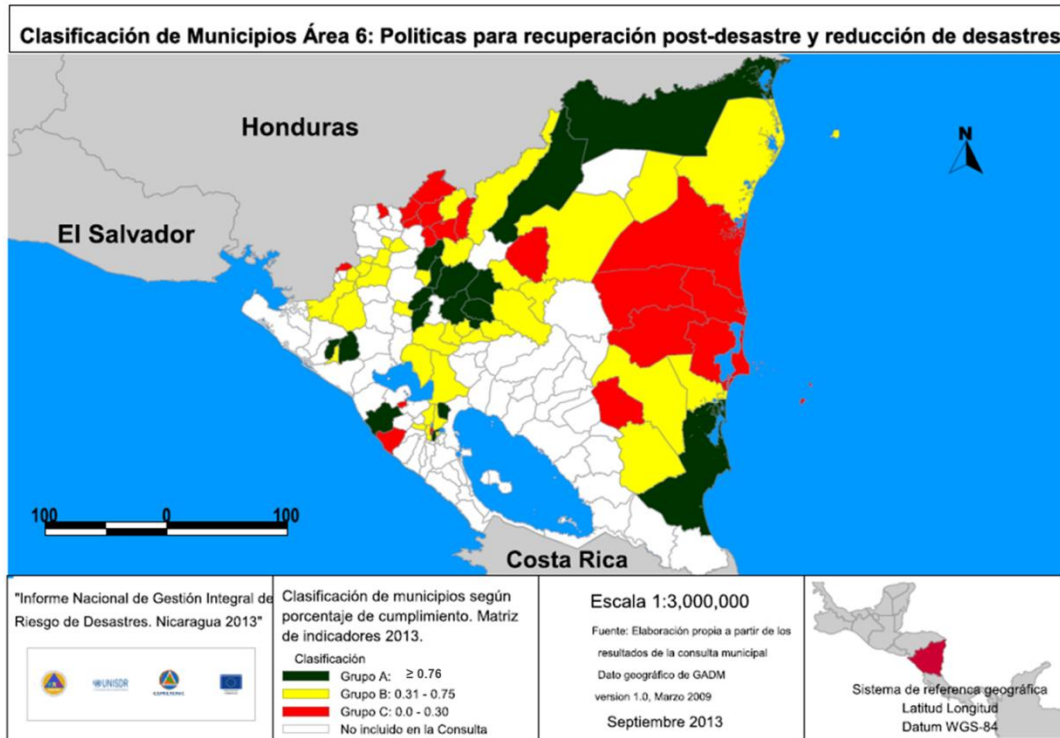 Clasificación de Municipios Área 6: Politicas para recuperación post-desastre y reducción de desastres
Honduras
El Salvador
N
100 0 100
Costa Rica
"Informe Nacional de Gestión Integral de
Riesgo de Desastres. Nicaragua 2013"
UNISDR
Clasificación de municipios según
porcentaje de cumplimiento. Matriz
de indicadores 2013.
Clasificación
Grupo A: ≥ 0.76
Grupo B: 0.31 - 0.75
Grupo C: 0.0 - 0.30
No incluido en la Consulta
Escala 1:3,000,000
Fuente: Elaboración propia a partir de los
resultados de la consulta municipal
Dato geográfico de GADM
version 1.0, Marzo 2009
Septiembre 2013
Sistema de referenca geográfica
Latitud Longitud
Datum WGS-84